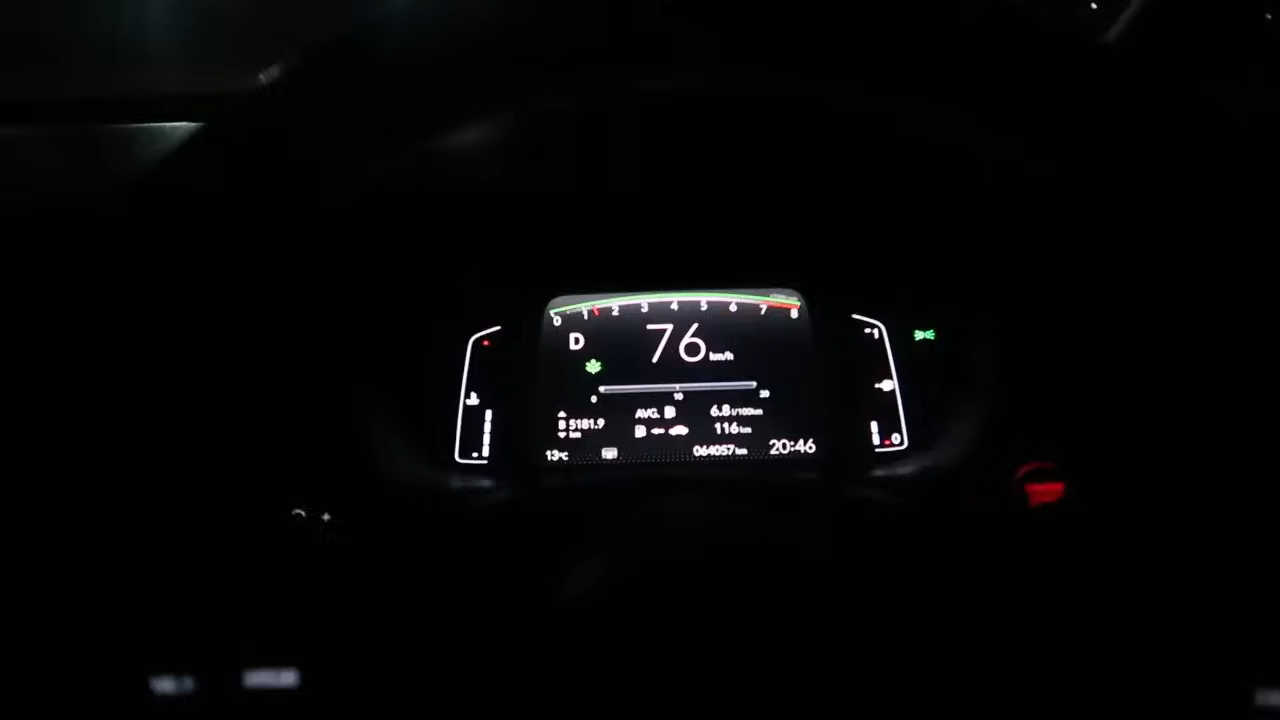 0 1 2 3 4 5 6 7 8
D
76 km/h
0 10 20
B 5181.9 km
AVG. 6.8 l/100km
116 km
13°C
064057 km
20:46
1
0